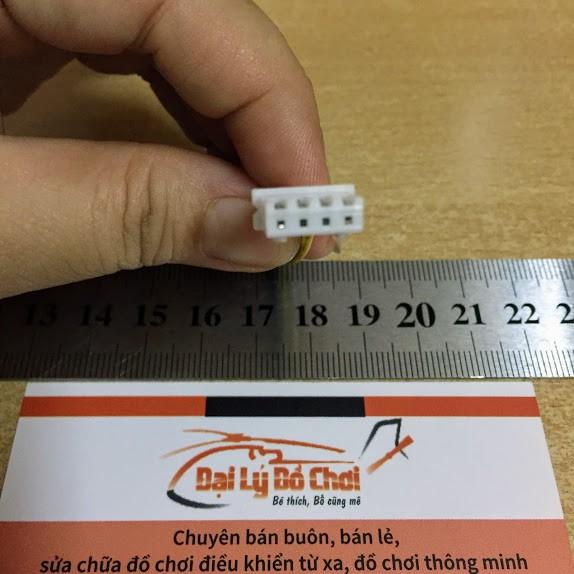 13 14 15 16 17 18 19 20 21 22
Đại Lý Đồ Chơi
Bé thích, Bố cũng mê
Chuyên bán buôn, bán lẻ,
sửa chữa đồ chơi điều khiển từ xa, đồ chơi thông minh